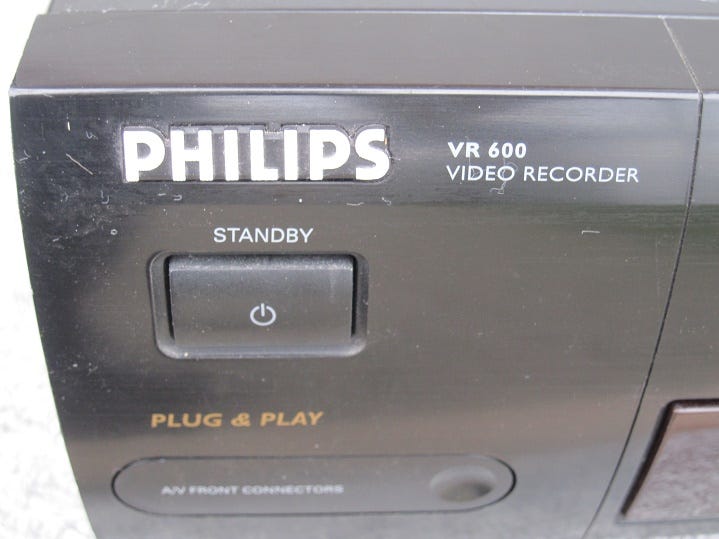 PHILIPS
VR 600
VIDEO RECORDER
STANDBY
PLUG & PLAY
A/V FRONT CONNECTORS